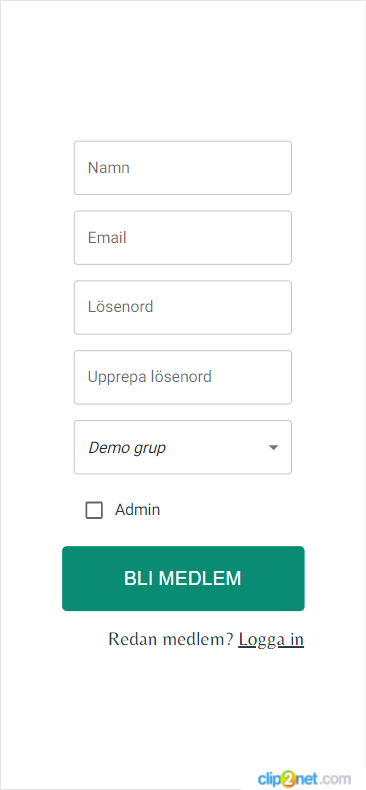 Namn
Email
Lösenord
Upprepa lösenord
Demo grup
Admin
BLI MEDLEM
Redan medlem? Logga in
clip2net.com